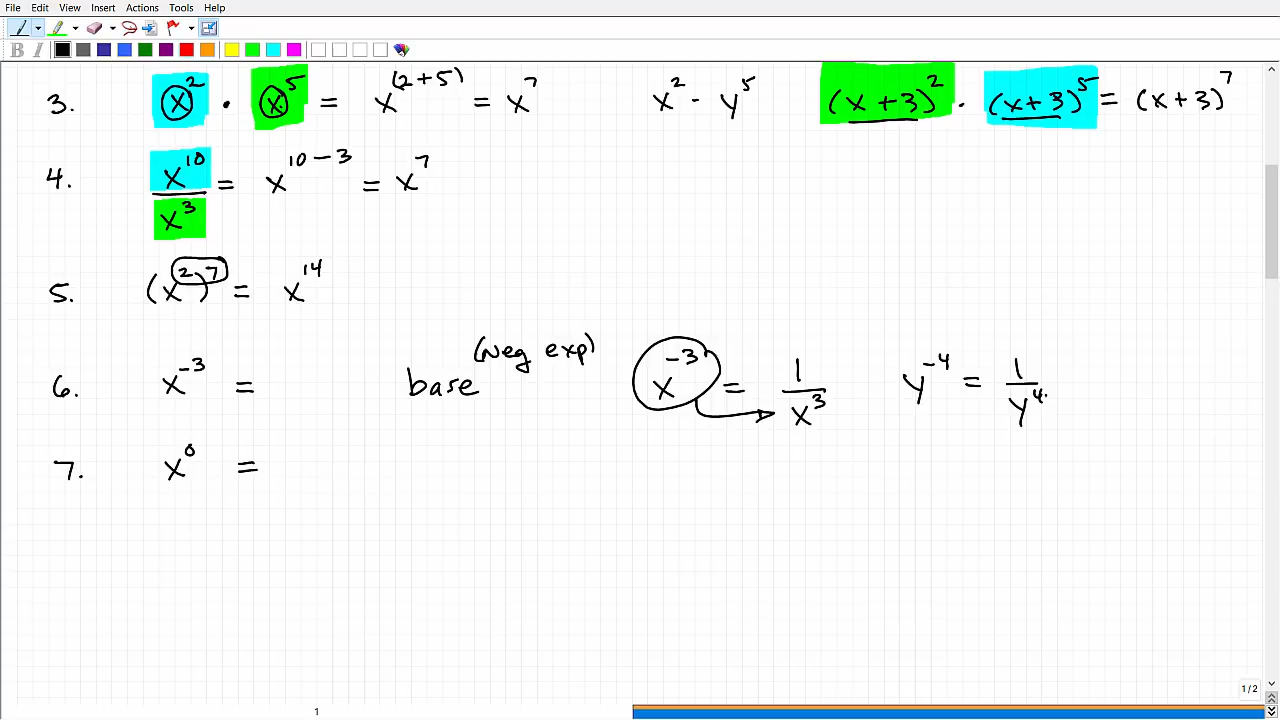 File Edit View Insert Actions Tools Help
B I
3. x² · x⁵ = x⁽²⁺⁵⁾ = x⁷ x² - y⁵ (x+3)² · (x+3)⁵ = (x+3)⁷
4. x¹⁰/x³ = x¹⁰⁻³ = x⁷
5. (x²)⁷ = x¹⁴
6. x⁻³ = base (Neg exp) x⁻³ = 1/x³ y⁻⁴ = 1/y⁴
7. x⁰ =
1/2
1